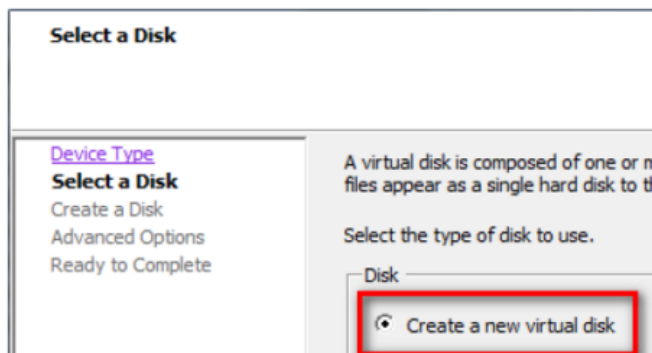 Select a Disk
Device Type
Select a Disk
Create a Disk
Advanced Options
Ready to Complete
A virtual disk is composed of one or
files appear as a single hard disk to
Select the type of disk to use.
Disk
Create a new virtual disk